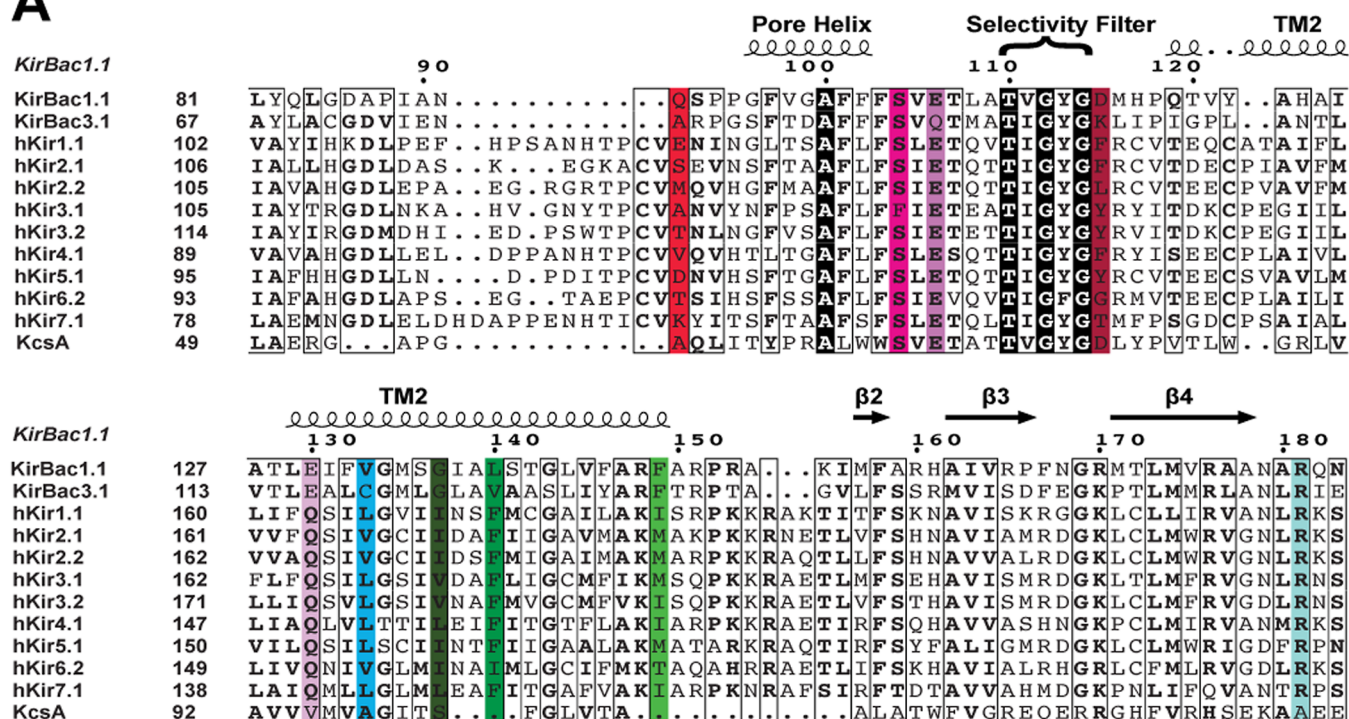 A
Pore Helix Selectivity Filter TM2
KirBac1.1 90 100 110 120
KirBac1.1 81 LYQLGDAPIAN............QSPPGFVGAFFFSVETLATVGYGDMHPQTVY..AHAI
KirBac3.1 67 AYLACGDVIEN............ARPGSFTDAFFFSVQTMATIGYGKLIPIGPL..ANTL
hKir1.1 102 VAYIHKDLPEF..HPSANHTPCVENINGLTSAFLFSLETQVTIGYGFRCVTEQCATAIFL
hKir2.1 106 IALLHGDLDAS..K...EGKACVSEVNSFTAAFLFSIETQTTIGYGFRCVTDECPIAVFM
hKir2.2 105 IAVAHGDLEPA..EG.RGRTPCVMQVHGFMAAFLFSIETQTTIGYGLRCVTEECPVAVFM
hKir3.1 105 IAYTRGDLNKA..HV.GNYTPCVANVYNFPSAFLFFIETEATIGYGYRYITDKCPEGIIL
hKir3.2 114 IAYIRGDMDHI..ED.PSWTPCVTNLNGFVSAFLFSIETETTIGYGYRVITDKCPEGIIL
hKir4.1 89 VAVAHGDLLEL..DPPANHTPCVVQVHTLTGAFLFSLESQTTIGYGFRYISEECPLAIVL
hKir5.1 95 IAFHHGDLLN....D.PDITPCVDNVHSFTGAFLFSLETQTTIGYGYRCVTEECSVAVLM
hKir6.2 93 IAFAHGDLAPS..EG..TAEPCVTSIHSFSSAFLFSIEVQVTIGFGGRMVTEECPLAILI
hKir7.1 78 LAEMNGDLELDHDAPPENHTICVKYITSFTAAFSFSLETQLTIGYGTMFPSGDCPSAIAL
KcsA 49 LAERG...APG............AQLITYPRALWWSVETATTVGYGDLYPVTLW..GRLV
TM2 β2 β3 β4
KirBac1.1 130 140 150 160 170 180
KirBac1.1 127 ATLEIFVGMSGIALSTGLVFARFARPRA...KIMFARHAIVRPFNGRMTLMVRAANARQN
KirBac3.1 113 VTLEALCGMLGLAVAASLIYARFTRPTA...GVLFSSRMVISDFEGKPTLMMRLANLRIE
hKir1.1 160 LIFQSILGVIINSFMCGAILAKISRPKKRAKTITFSKNAVISKRGGKLCLLIRVANLRKS
hKir2.1 161 VVFQSIVGCIIDAFIIGAVMAKMAKPKKRNETLVFSHNAVIAMRDGKLCLMWRVGNLRKS
hKir2.2 162 VVAQSIVGCIIDSFMIGAIMAKMARPKKRAQTLLFSHNAVVALRDGKLCLMWRVGNLRKS
hKir3.1 162 FLFQSILGSIVDAFLIGCMFIKMSQPKKRAETLMFSEHAVISMRDGKLTLMFRVGNLRNS
hKir3.2 171 LLIQSVLGSIVNAFMVGCMFVKISQPKKRAETLVFSTHAVISMRDGKLCLMFRVGDLRNS
hKir4.1 147 LIAQLVLTTILEIFITGTFLAKIARPKKRAETIRFSQHAVVASHNGKPCLMIRVANMRKS
hKir5.1 150 VILQSILSCIINTFIIGAALAKMATARKRAQTIRFSYFALIGMRDGKLCLMWRIGDFRPN
hKir6.2 149 LIVQNIVGLMINAIMLGCIFMKTAQAHRRAETLIFSKHAVIALRHGRLCFMLRVGDLRKS
hKir7.1 138 LAIQMLLGLMLEAFITGAFVAKIARPKNRAFSIRFTDTAVVAHMDGKPNLIFQVANTRPS
KcsA 92 AVVVMVAGITS....FGLVTA..........ALATWFVGREQERRGHFVRHSEKAAEE